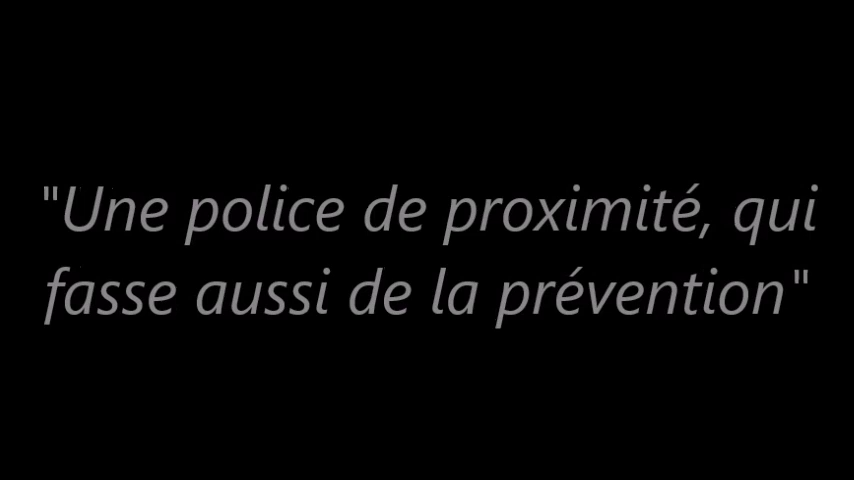 "Une police de proximité, qui
fasse aussi de la prévention"